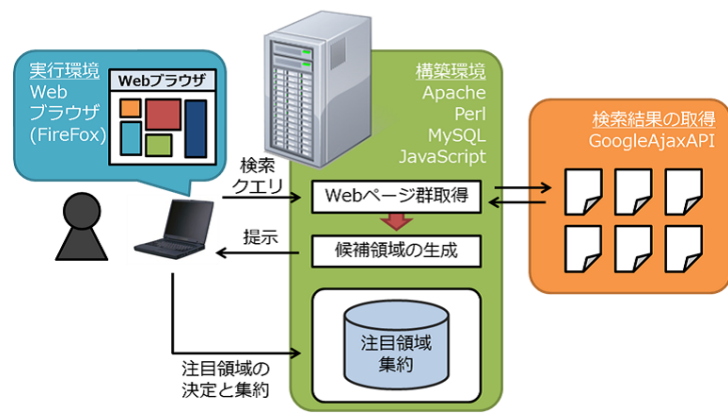 実行環境
Web
ブラウザ
(FireFox)
Webブラウザ
構築環境
Apache
Perl
MySQL
JavaScript
検索結果の取得
GoogleAjaxAPI
検索
クエリ
Webページ群取得
提示
候補領域の生成
注目領域
集約
注目領域の
決定と集約